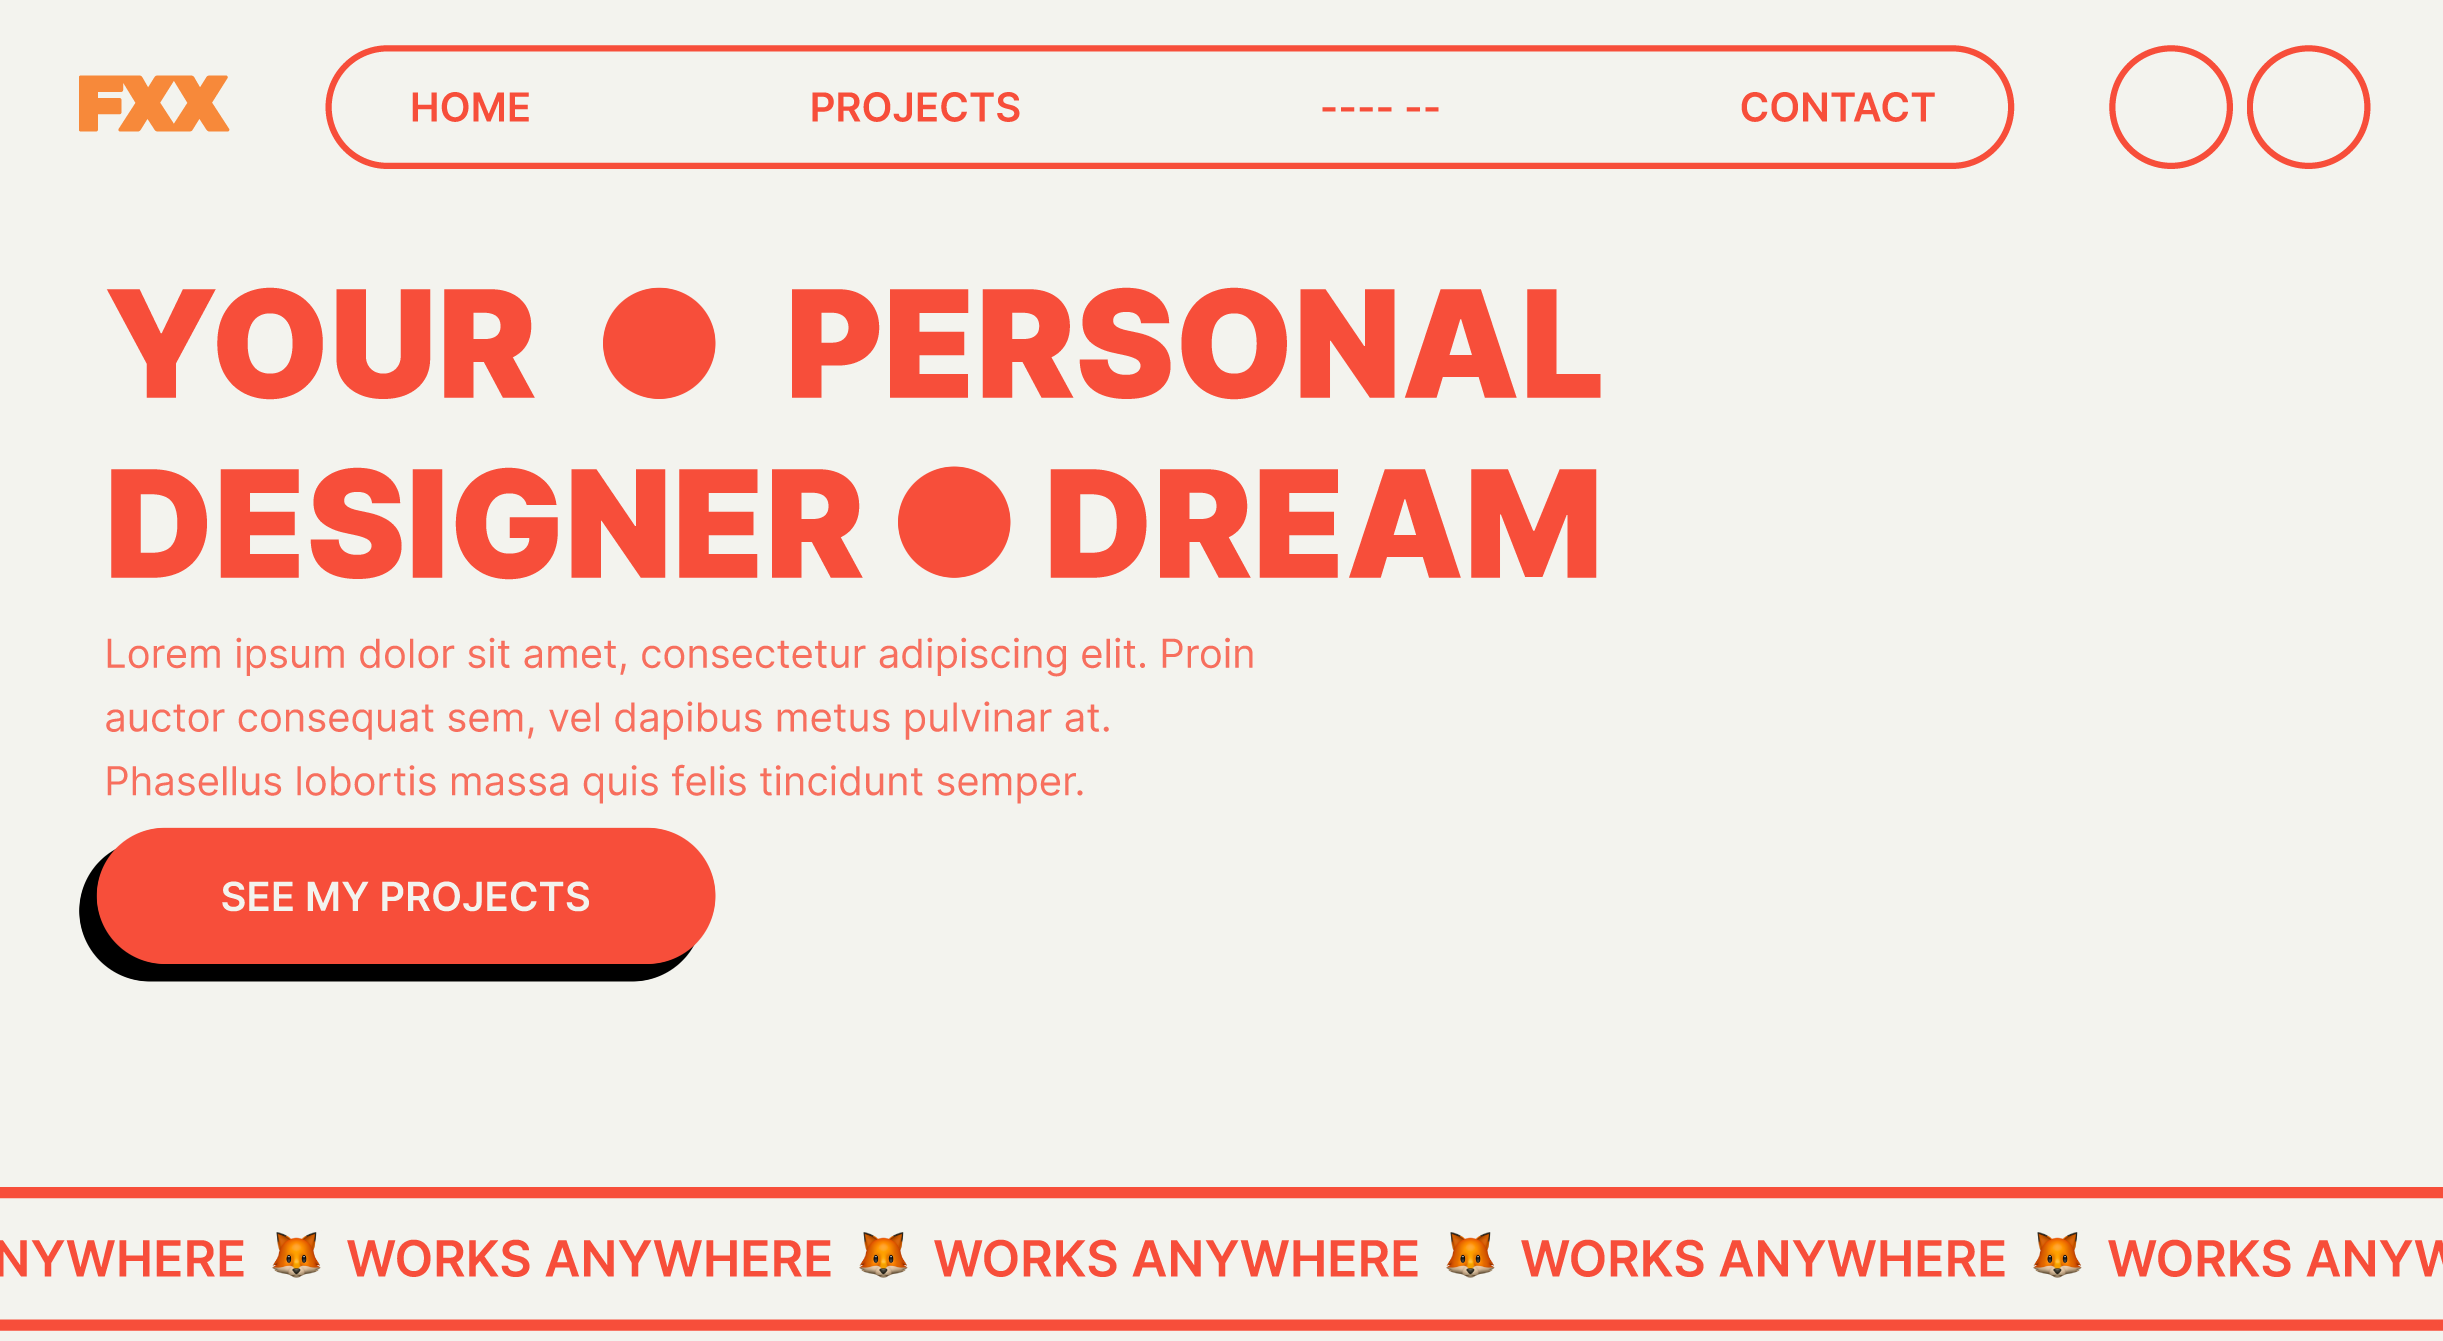 FXX
HOME PROJECTS ---- -- CONTACT
YOUR ● PERSONAL
DESIGNER ● DREAM
Lorem ipsum dolor sit amet, consectetur adipiscing elit. Proin
auctor consequat sem, vel dapibus metus pulvinar at.
Phasellus lobortis massa quis felis tincidunt semper.
SEE MY PROJECTS
NYWHERE 🦊 WORKS ANYWHERE 🦊 WORKS ANYWHERE 🦊 WORKS ANYWHERE 🦊 WORKS ANYW